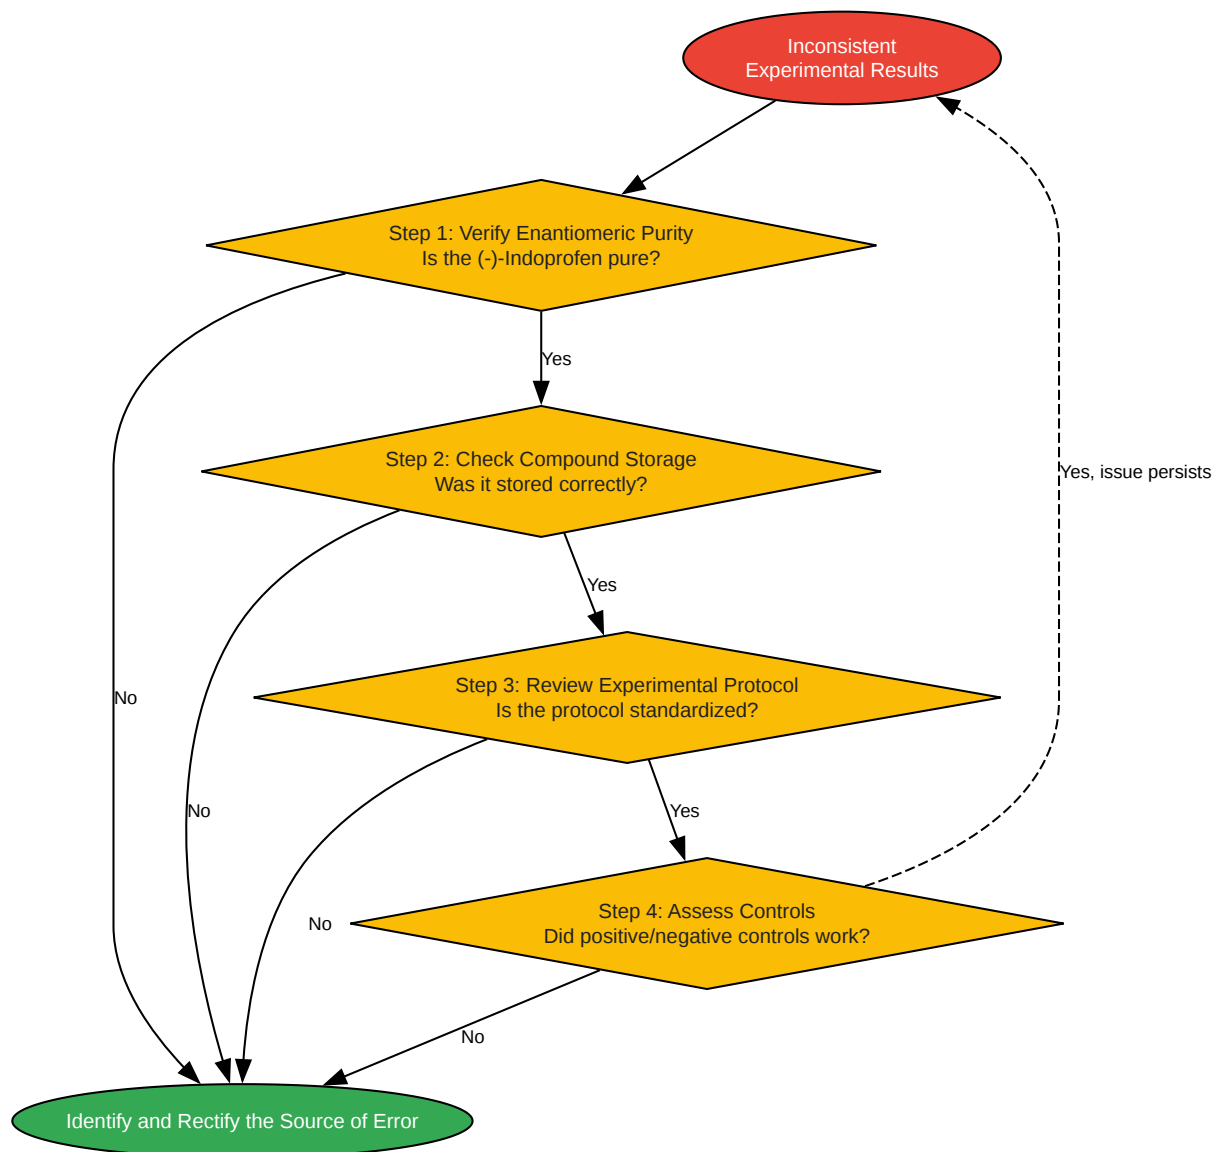 Inconsistent
Experimental Results
Step 1: Verify Enantiomeric Purity
Is the (-)-Indoprofen pure?
Yes
Step 2: Check Compound Storage
Was it stored correctly?
Yes, issue persists
Yes
Step 3: Review Experimental Protocol
Is the protocol standardized?
No
No
Yes
Step 4: Assess Controls
Did positive/negative controls work?
No
No
Identify and Rectify the Source of Error